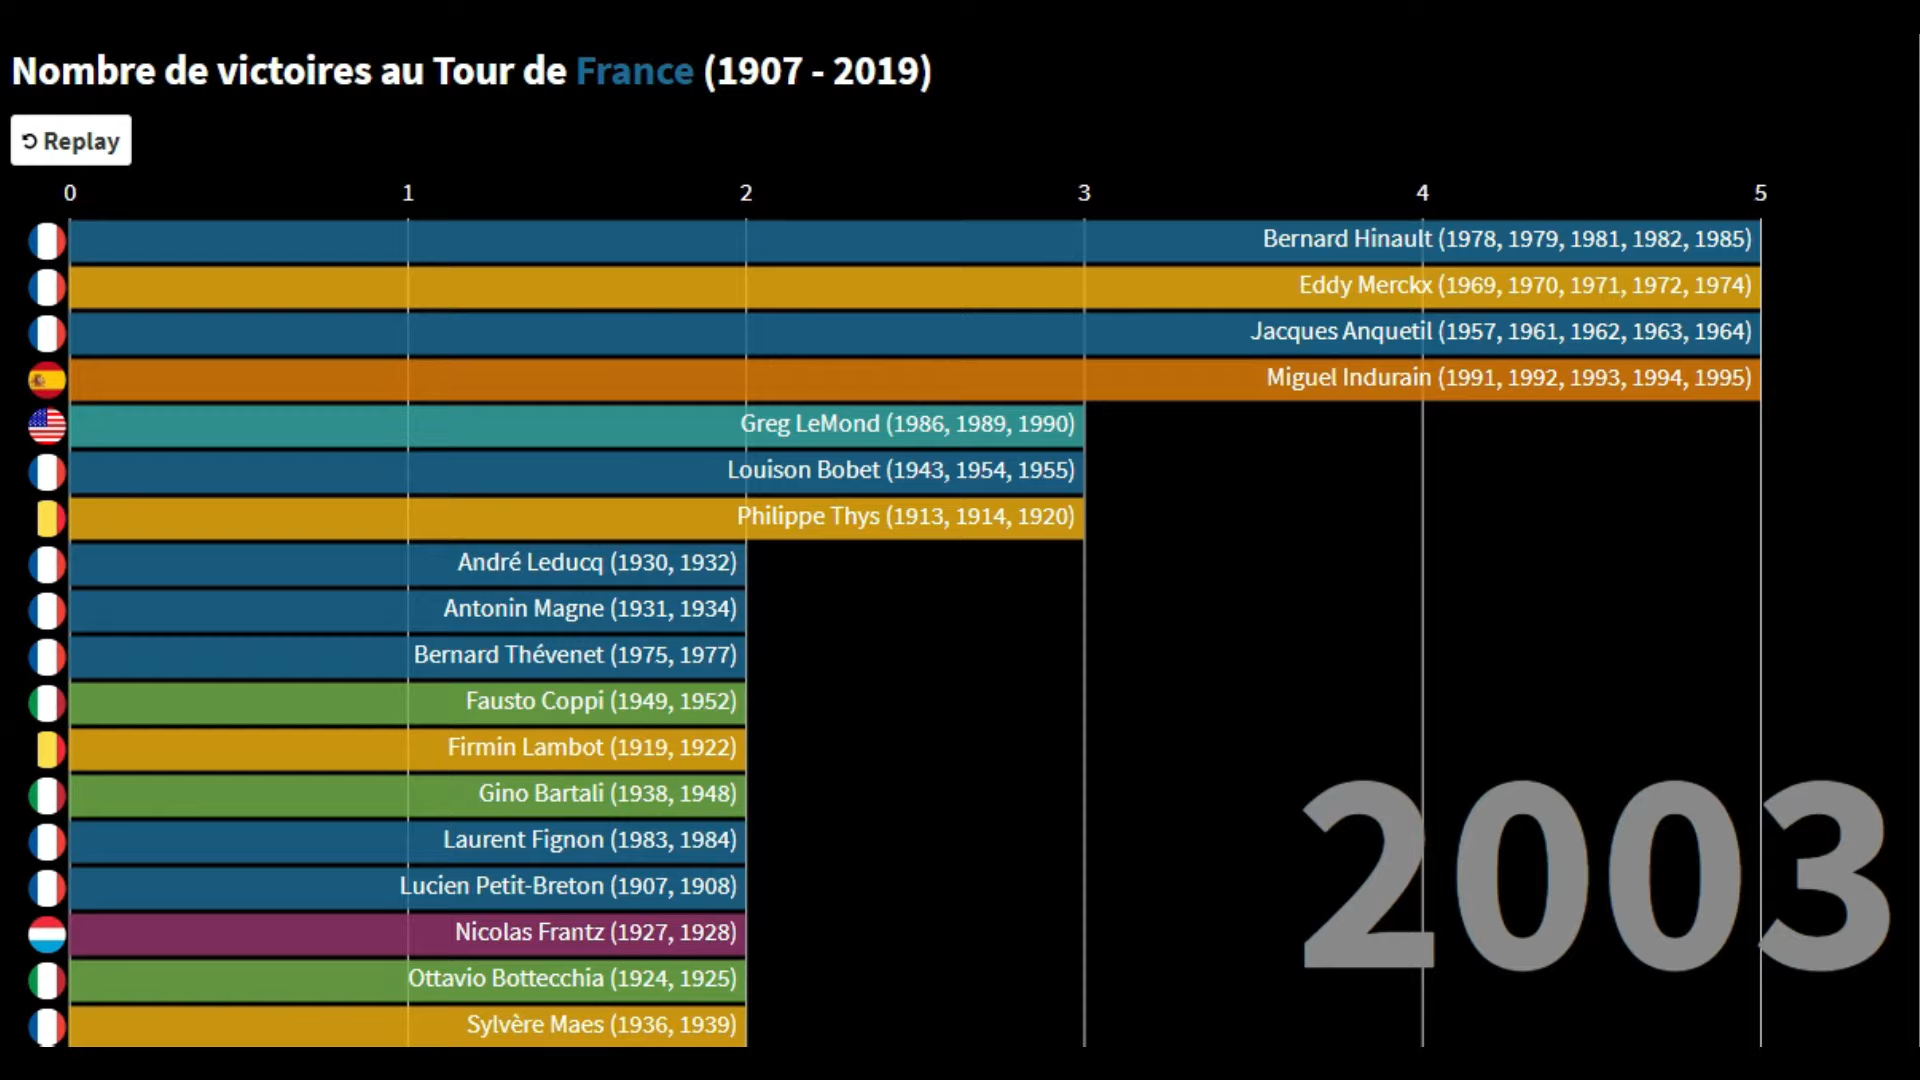 Nombre de victoires au Tour de France (1907 - 2019)
Replay
0 1 2 3 4 5
Bernard Hinault (1978, 1979, 1981, 1982, 1985)
Eddy Merckx (1969, 1970, 1971, 1972, 1974)
Jacques Anquetil (1957, 1961, 1962, 1963, 1964)
Miguel Indurain (1991, 1992, 1993, 1994, 1995)
Greg LeMond (1986, 1989, 1990)
Louison Bobet (1943, 1954, 1955)
Philippe Thys (1913, 1914, 1920)
André Leducq (1930, 1932)
Antonin Magne (1931, 1934)
Bernard Thévenet (1975, 1977)
Fausto Coppi (1949, 1952)
Firmin Lambot (1919, 1922)
Gino Bartali (1938, 1948)
Laurent Fignon (1983, 1984)
Lucien Petit-Breton (1907, 1908)
Nicolas Frantz (1927, 1928)
Ottavio Bottecchia (1924, 1925)
Sylvère Maes (1936, 1939)
2003